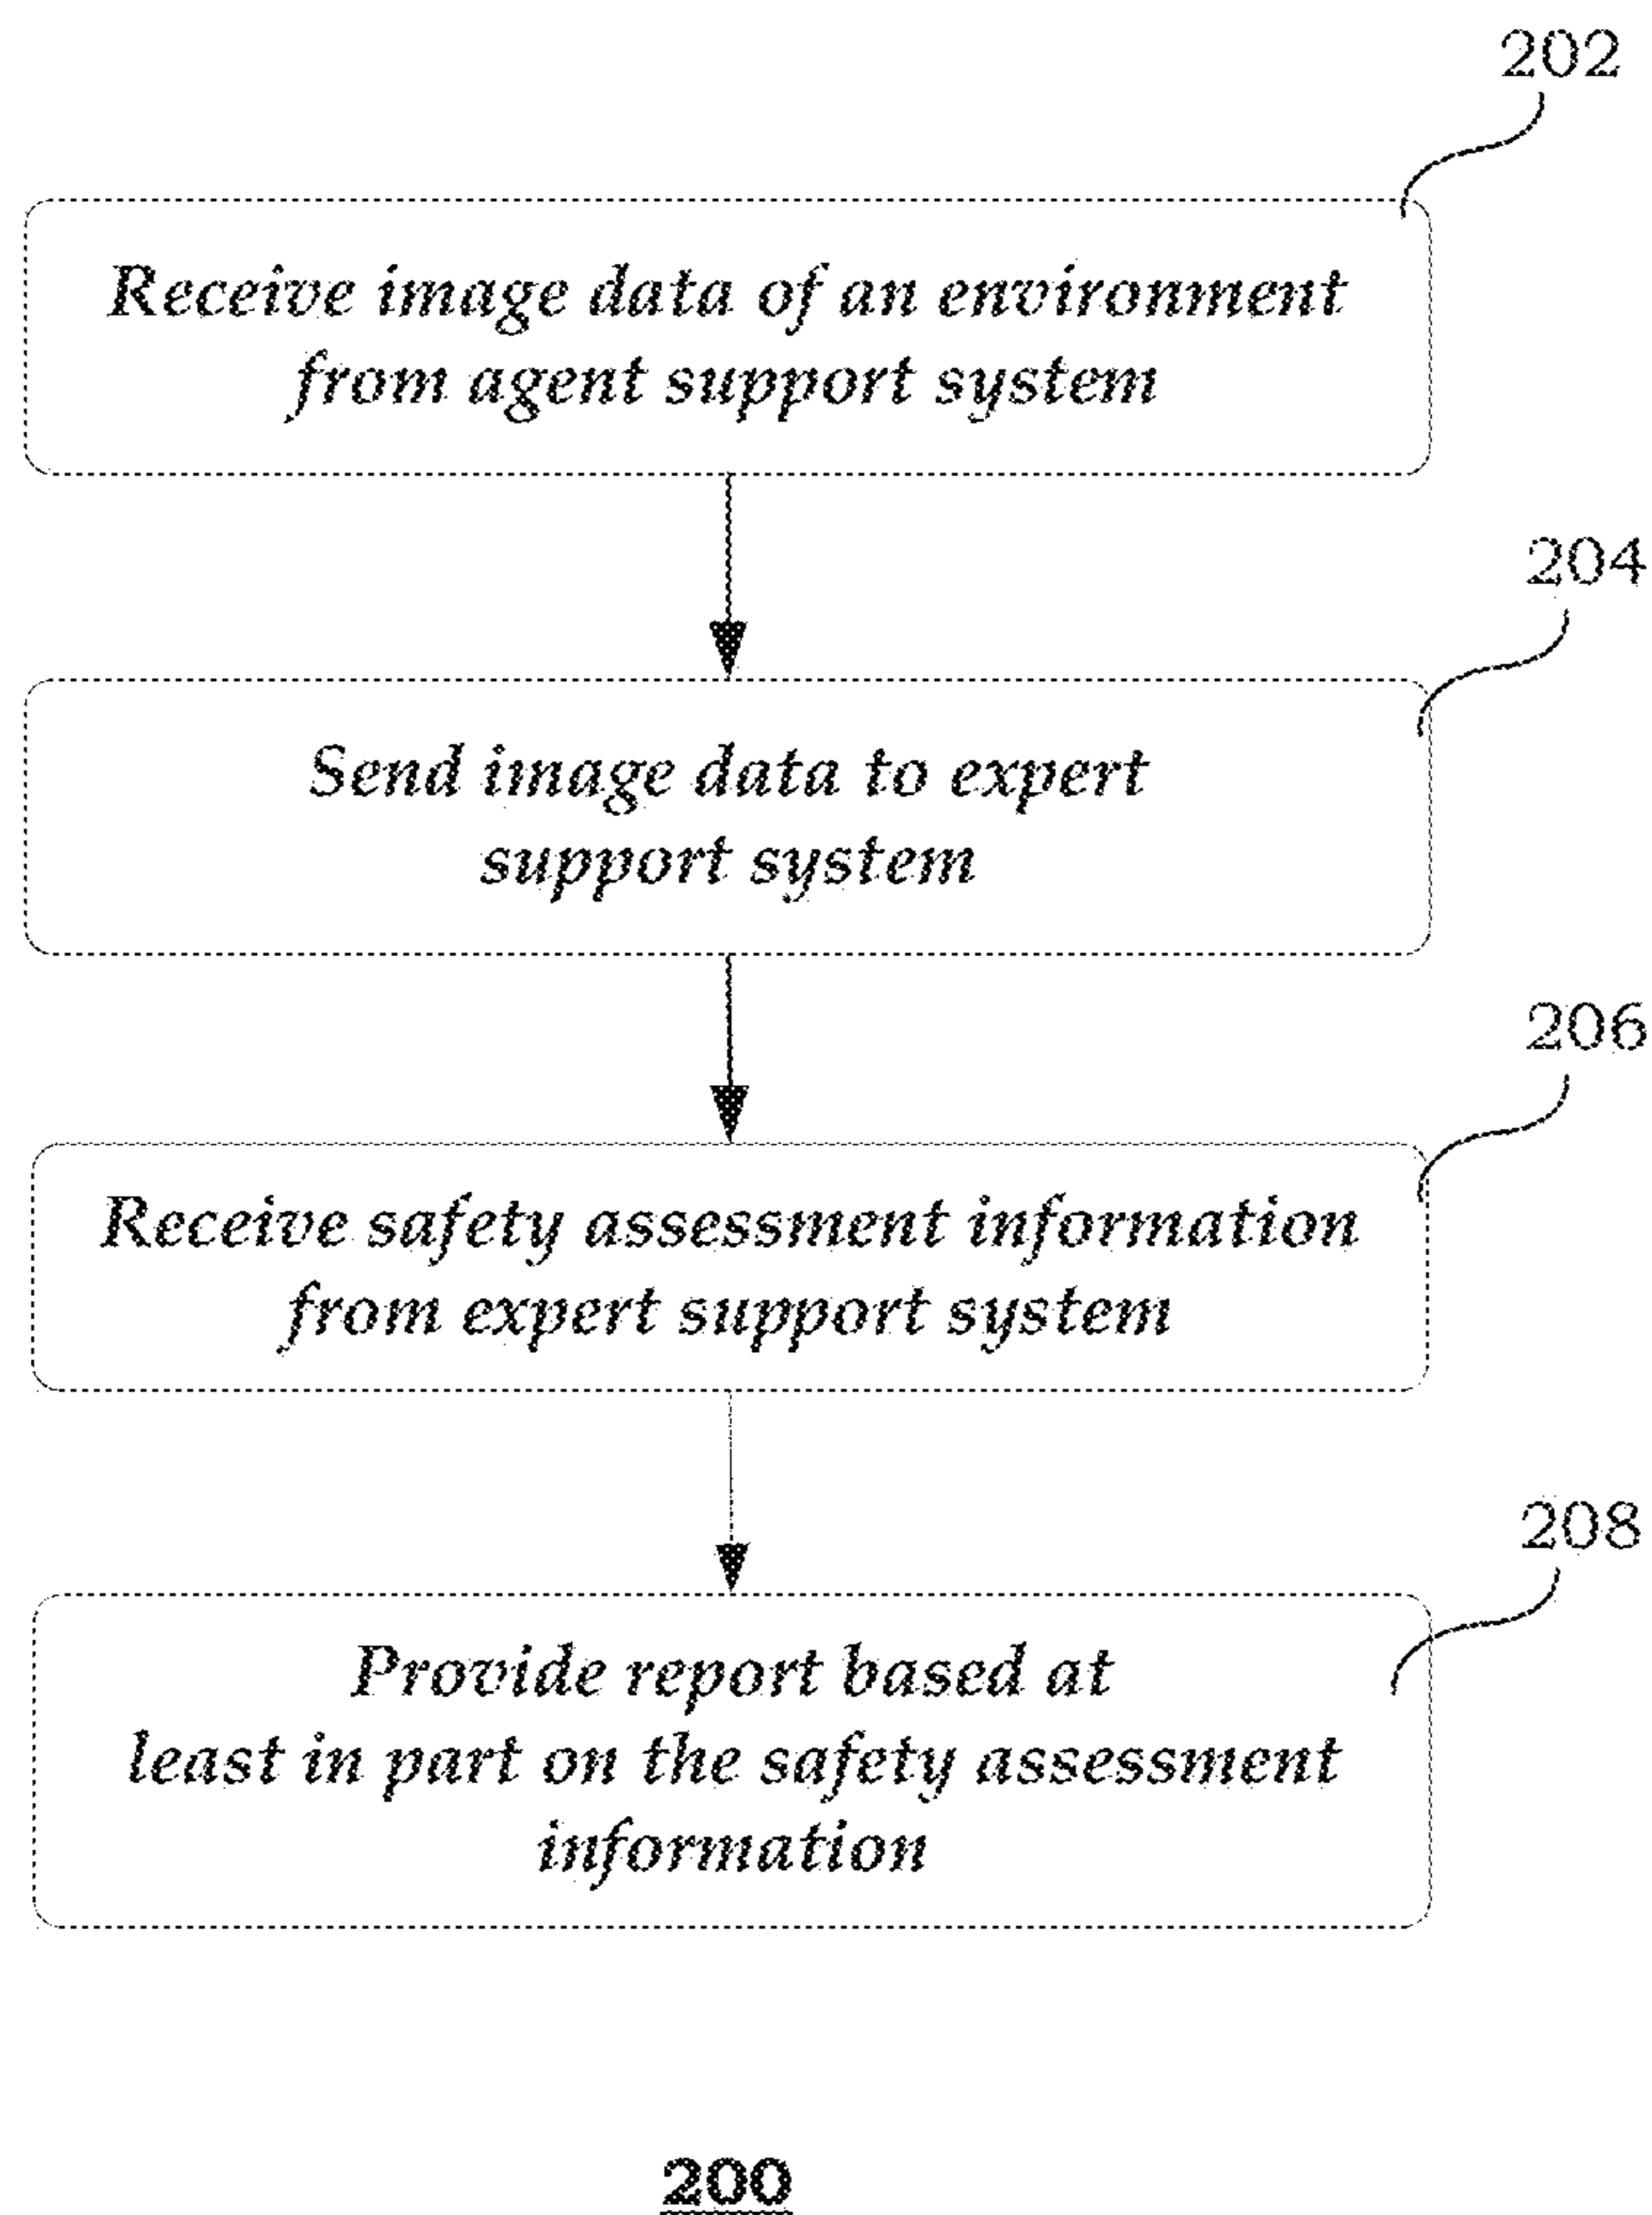 202
Receive image data of an environment
from agent support system
204
Send image data to expert
support system
206
Receive safety assessment information
from expert support system
208
Provide report based at
least in part on the safety assessment
information
200